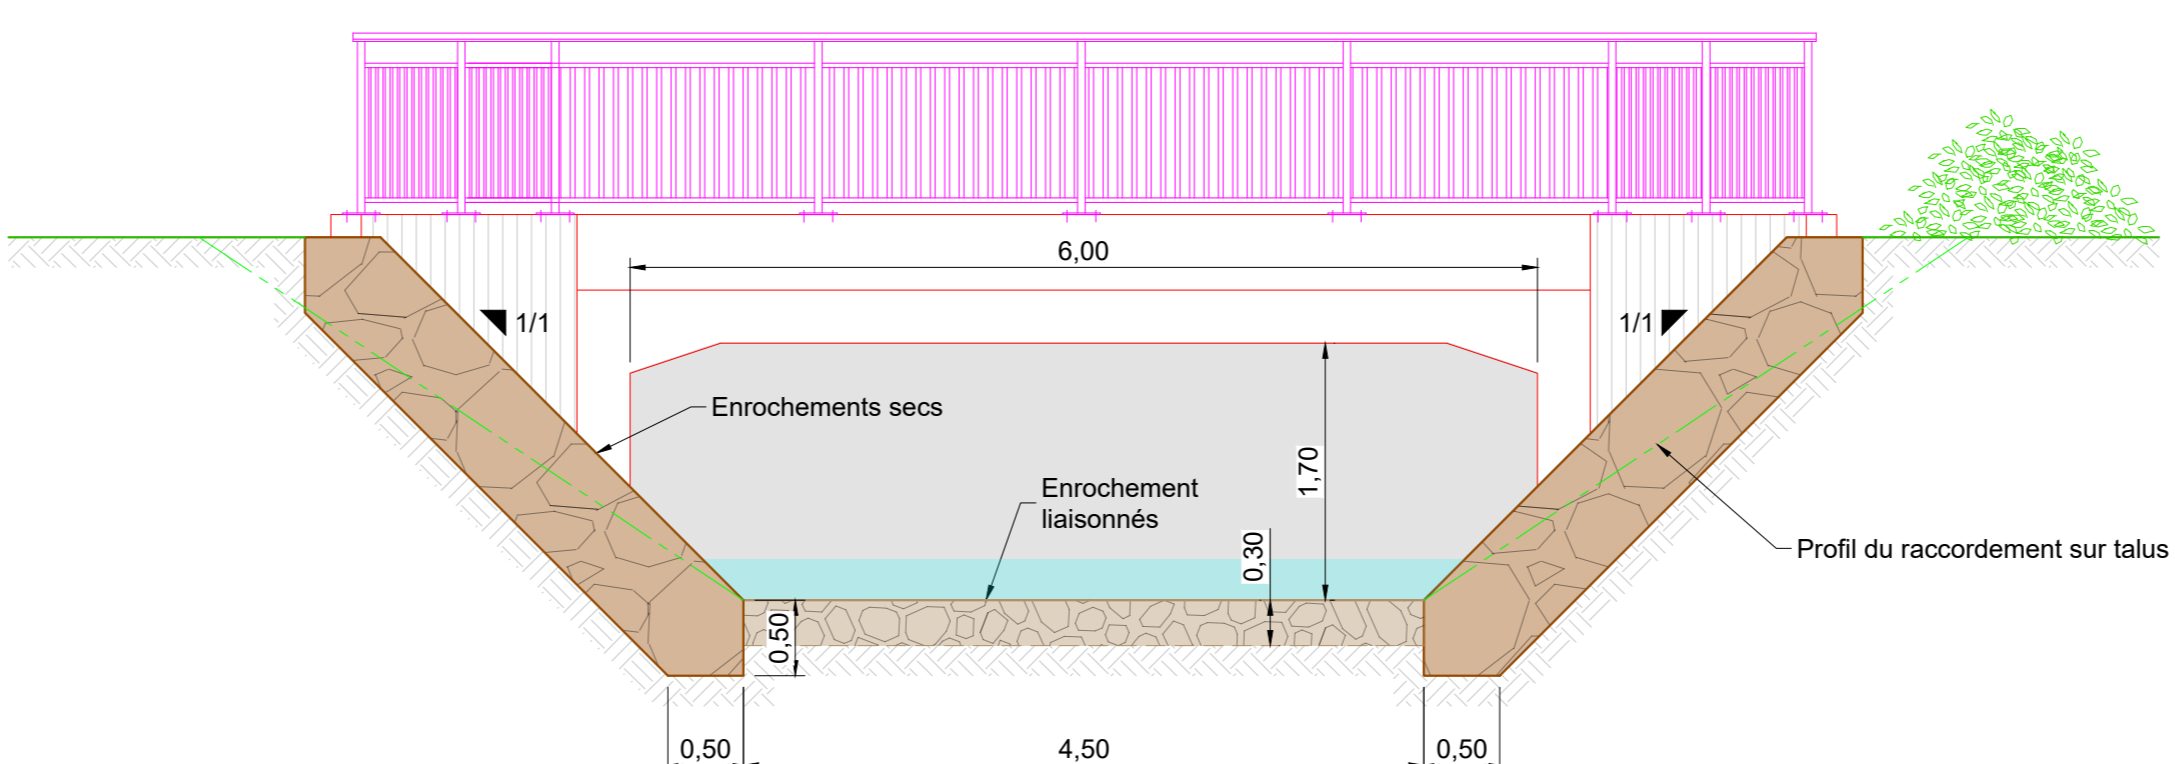 6,00
1/1
1/1
Enrochements secs
1,70
Enrochement
liaisonnés
0,30
Profil du raccordement sur talus
0,50
0,50
4,50
0,50